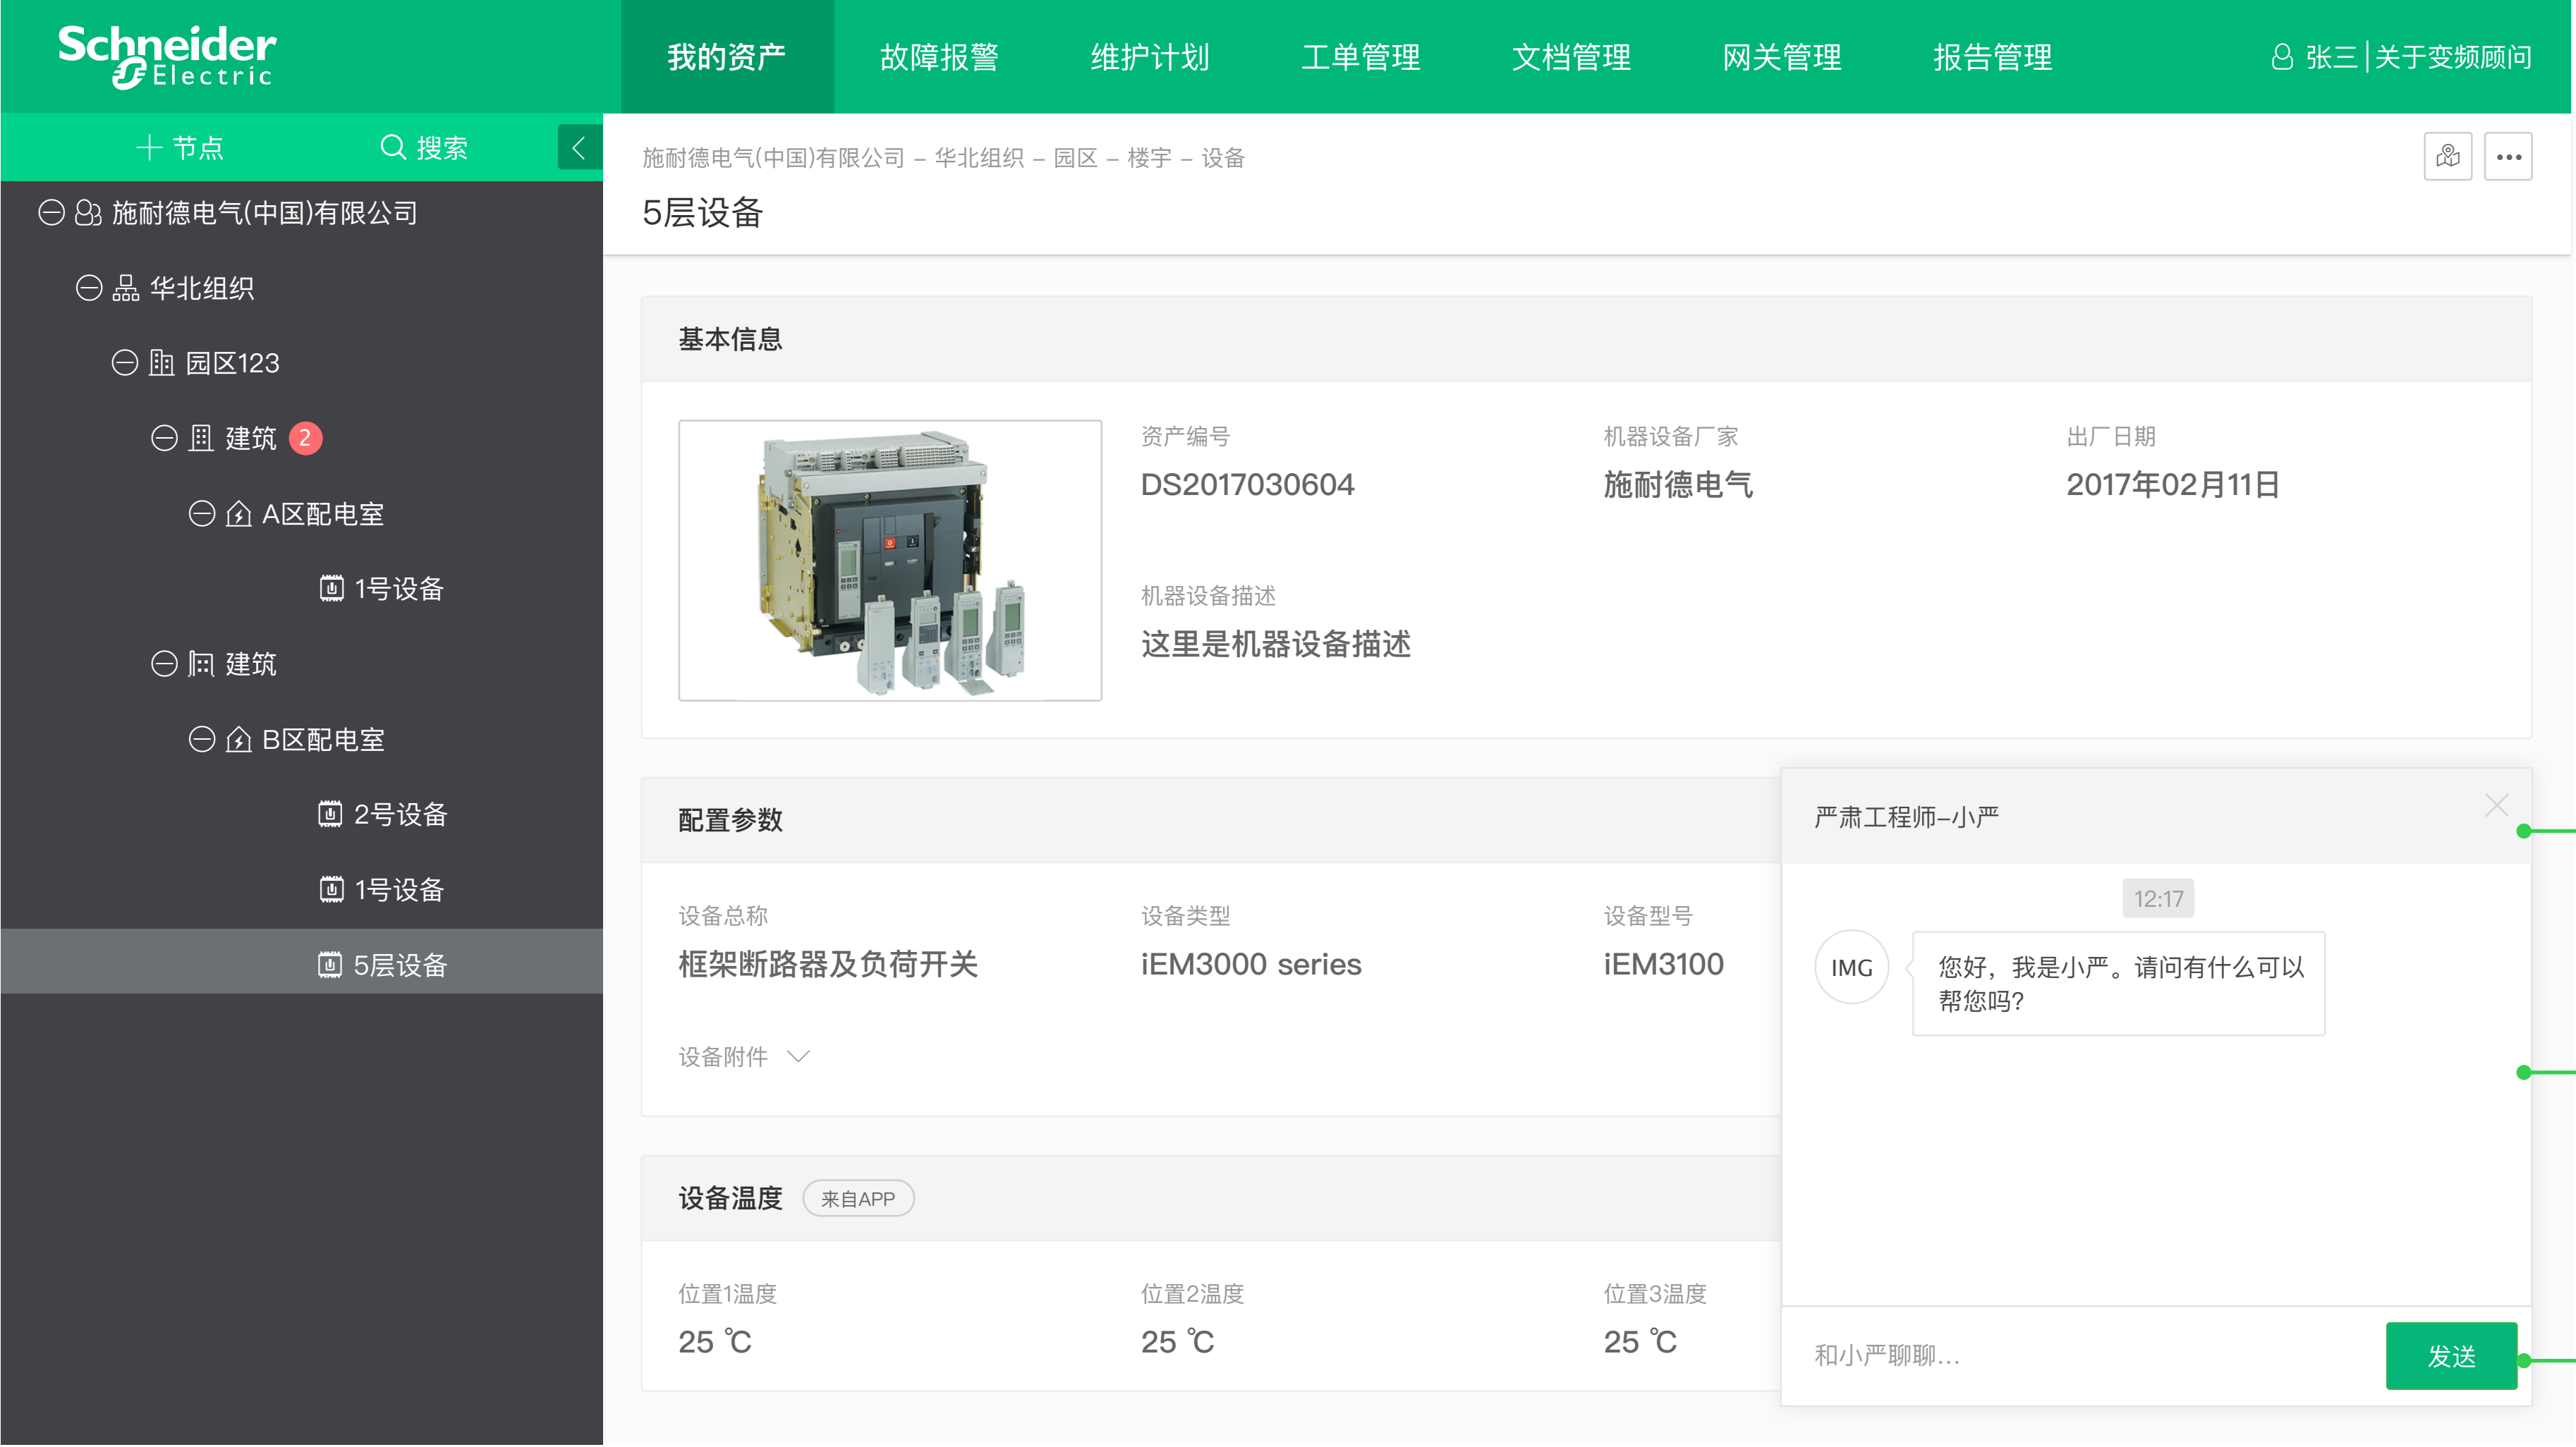 Schneider
Electric
我的资产
故障报警
维护计划
工单管理
文档管理
网关管理
报告管理
张三
关于变频顾问
节点
搜索
施耐德电气(中国)有限公司
华北组织
园区123
建筑
2
A区配电室
1号设备
建筑
B区配电室
2号设备
1号设备
5层设备
施耐德电气(中国)有限公司 – 华北组织 – 园区 – 楼宇 – 设备
5层设备
基本信息
资产编号
DS2017030604
机器设备厂家
施耐德电气
出厂日期
2017年02月11日
机器设备描述
这里是机器设备描述
配置参数
设备总称
框架断路器及负荷开关
设备类型
iEM3000 series
设备型号
iEM3100
设备附件
设备温度
来自APP
位置1温度
25 ℃
位置2温度
25 ℃
位置3温度
25 ℃
严肃工程师–小严
12:17
IMG
您好，我是小严。请问有什么可以
帮您吗?
和小严聊聊...
发送